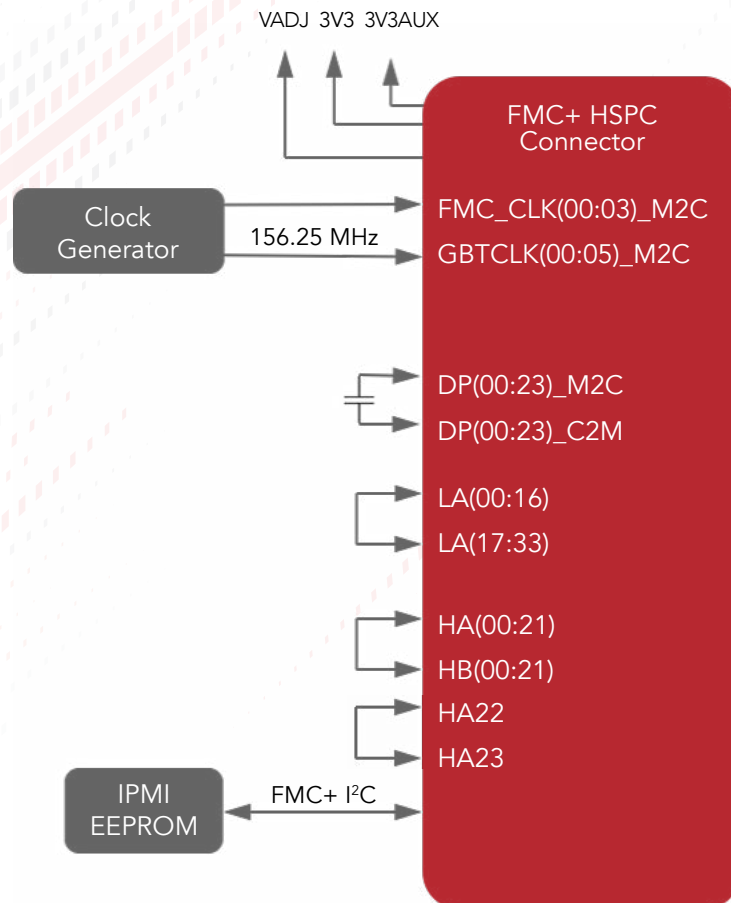 VADJ 3V3 3V3AUX
FMC+ HSPC
Connector
Clock
Generator
156.25 MHz
FMC_CLK(00:03)_M2C
GBTCLK(00:05)_M2C
DP(00:23)_M2C
DP(00:23)_C2M
LA(00:16)
LA(17:33)
HA(00:21)
HB(00:21)
HA22
HA23
IPMI
EEPROM
FMC+ I²C